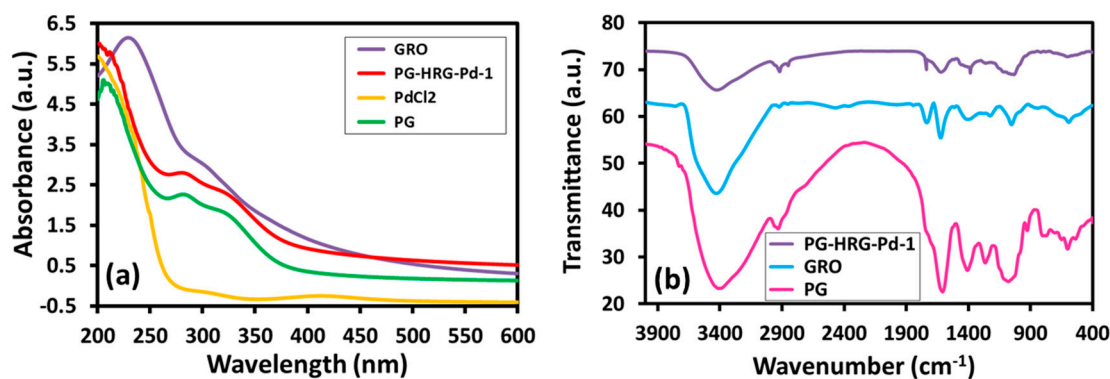 6.5
5.5
4.5
3.5
2.5
1.5
0.5
-0.5
Absorbance (a.u.)
GRO
PG-HRG-Pd-1
PdCl2
PG
(a)
200 250 300 350 400 450 500 550 600
Wavelength (nm)
80
70
60
50
40
30
20
Transmittance (a.u.)
PG-HRG-Pd-1
GRO
PG
(b)
3900 3400 2900 2400 1900 1400 900 400
Wavenumber (cm-1)